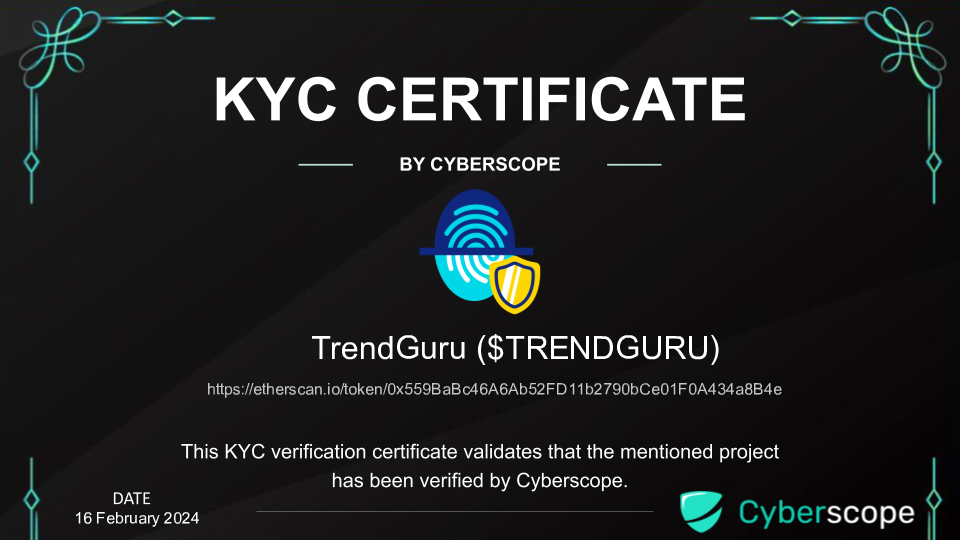 KYC CERTIFICATE
BY CYBERSCOPE
TrendGuru ($TRENDGURU)
https://etherscan.io/token/0x559BaBc46A6Ab52FD11b2790bCe01F0A434a8B4e
This KYC verification certificate validates that the mentioned project
has been verified by Cyberscope.
DATE
16 February 2024
Cyberscope